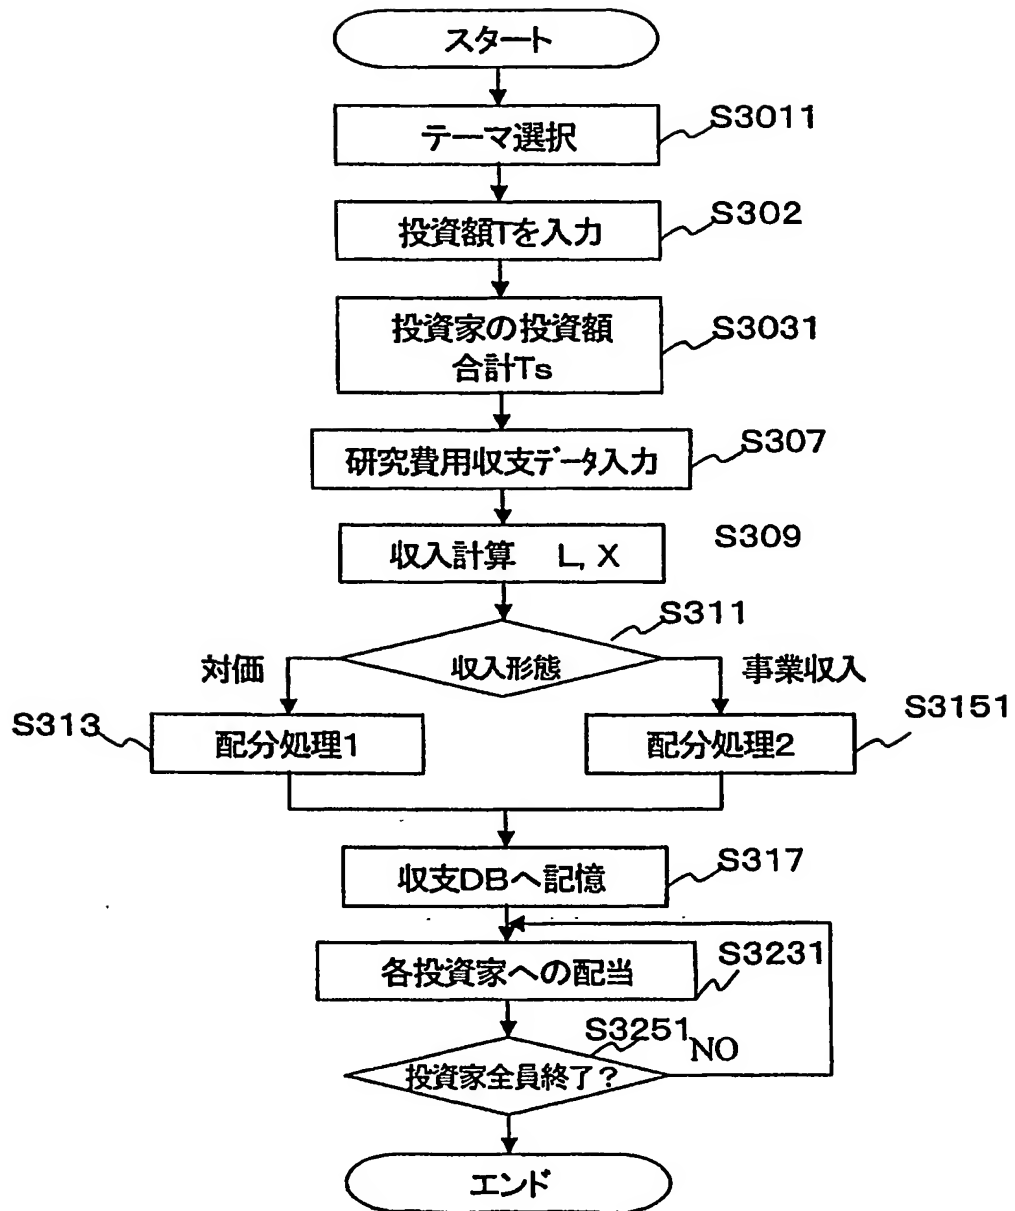 スタート
テーマ選択
S3011
投資額Tを入力
S302
投資家の投資額
合計Ts
S3031
研究費用収支データ入力
S307
収入計算 L, X
S309
S311
収入形態
対価
事業収入
S313
配分処理1
配分処理2
S3151
収支DBへ記憶
S317
各投資家への配当
S3231
S3251
NO
投資家全員終了?
エンド